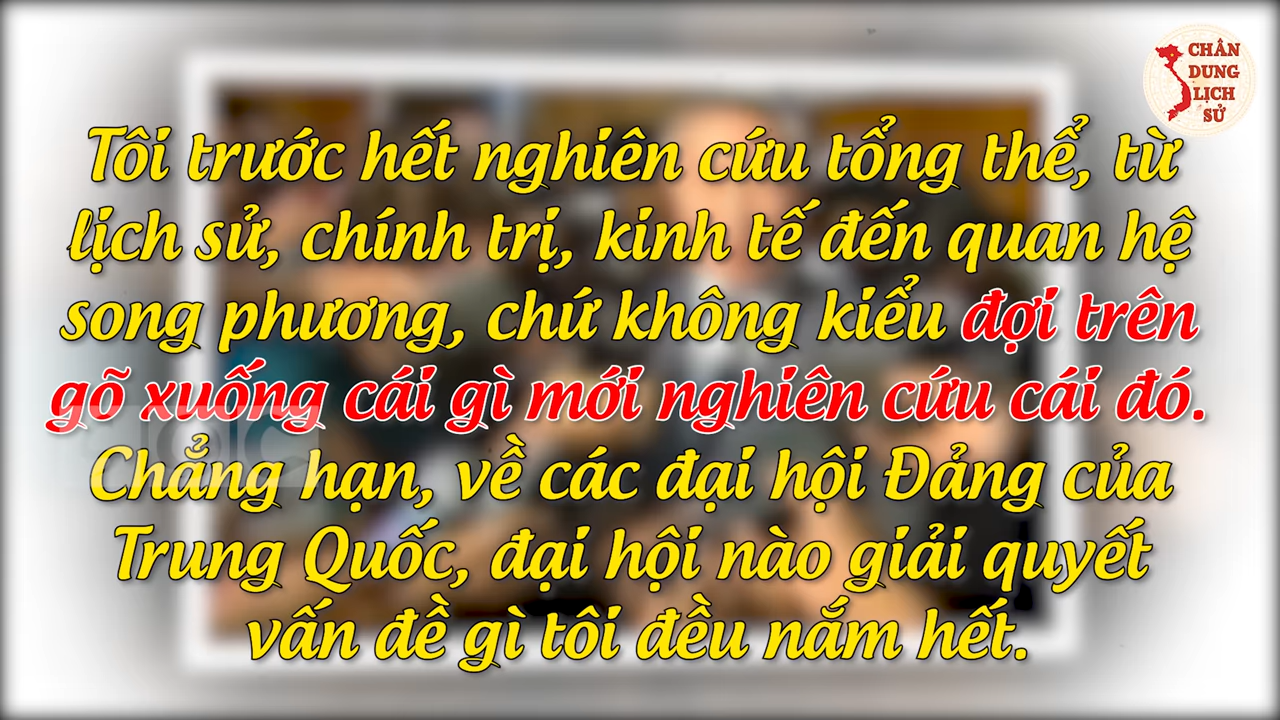 CHÂN
DUNG
LỊCH
SỬ
Tôi trước hết nghiên cứu tổng thể, từ
lịch sử, chính trị, kinh tế đến quan hệ
song phương, chứ không kiểu đợi trên
gõ xuống cái gì mới nghiên cứu cái đó.
Chẳng hạn, về các đại hội Đảng của
Trung Quốc, đại hội nào giải quyết
vấn đề gì tôi đều nắm hết.